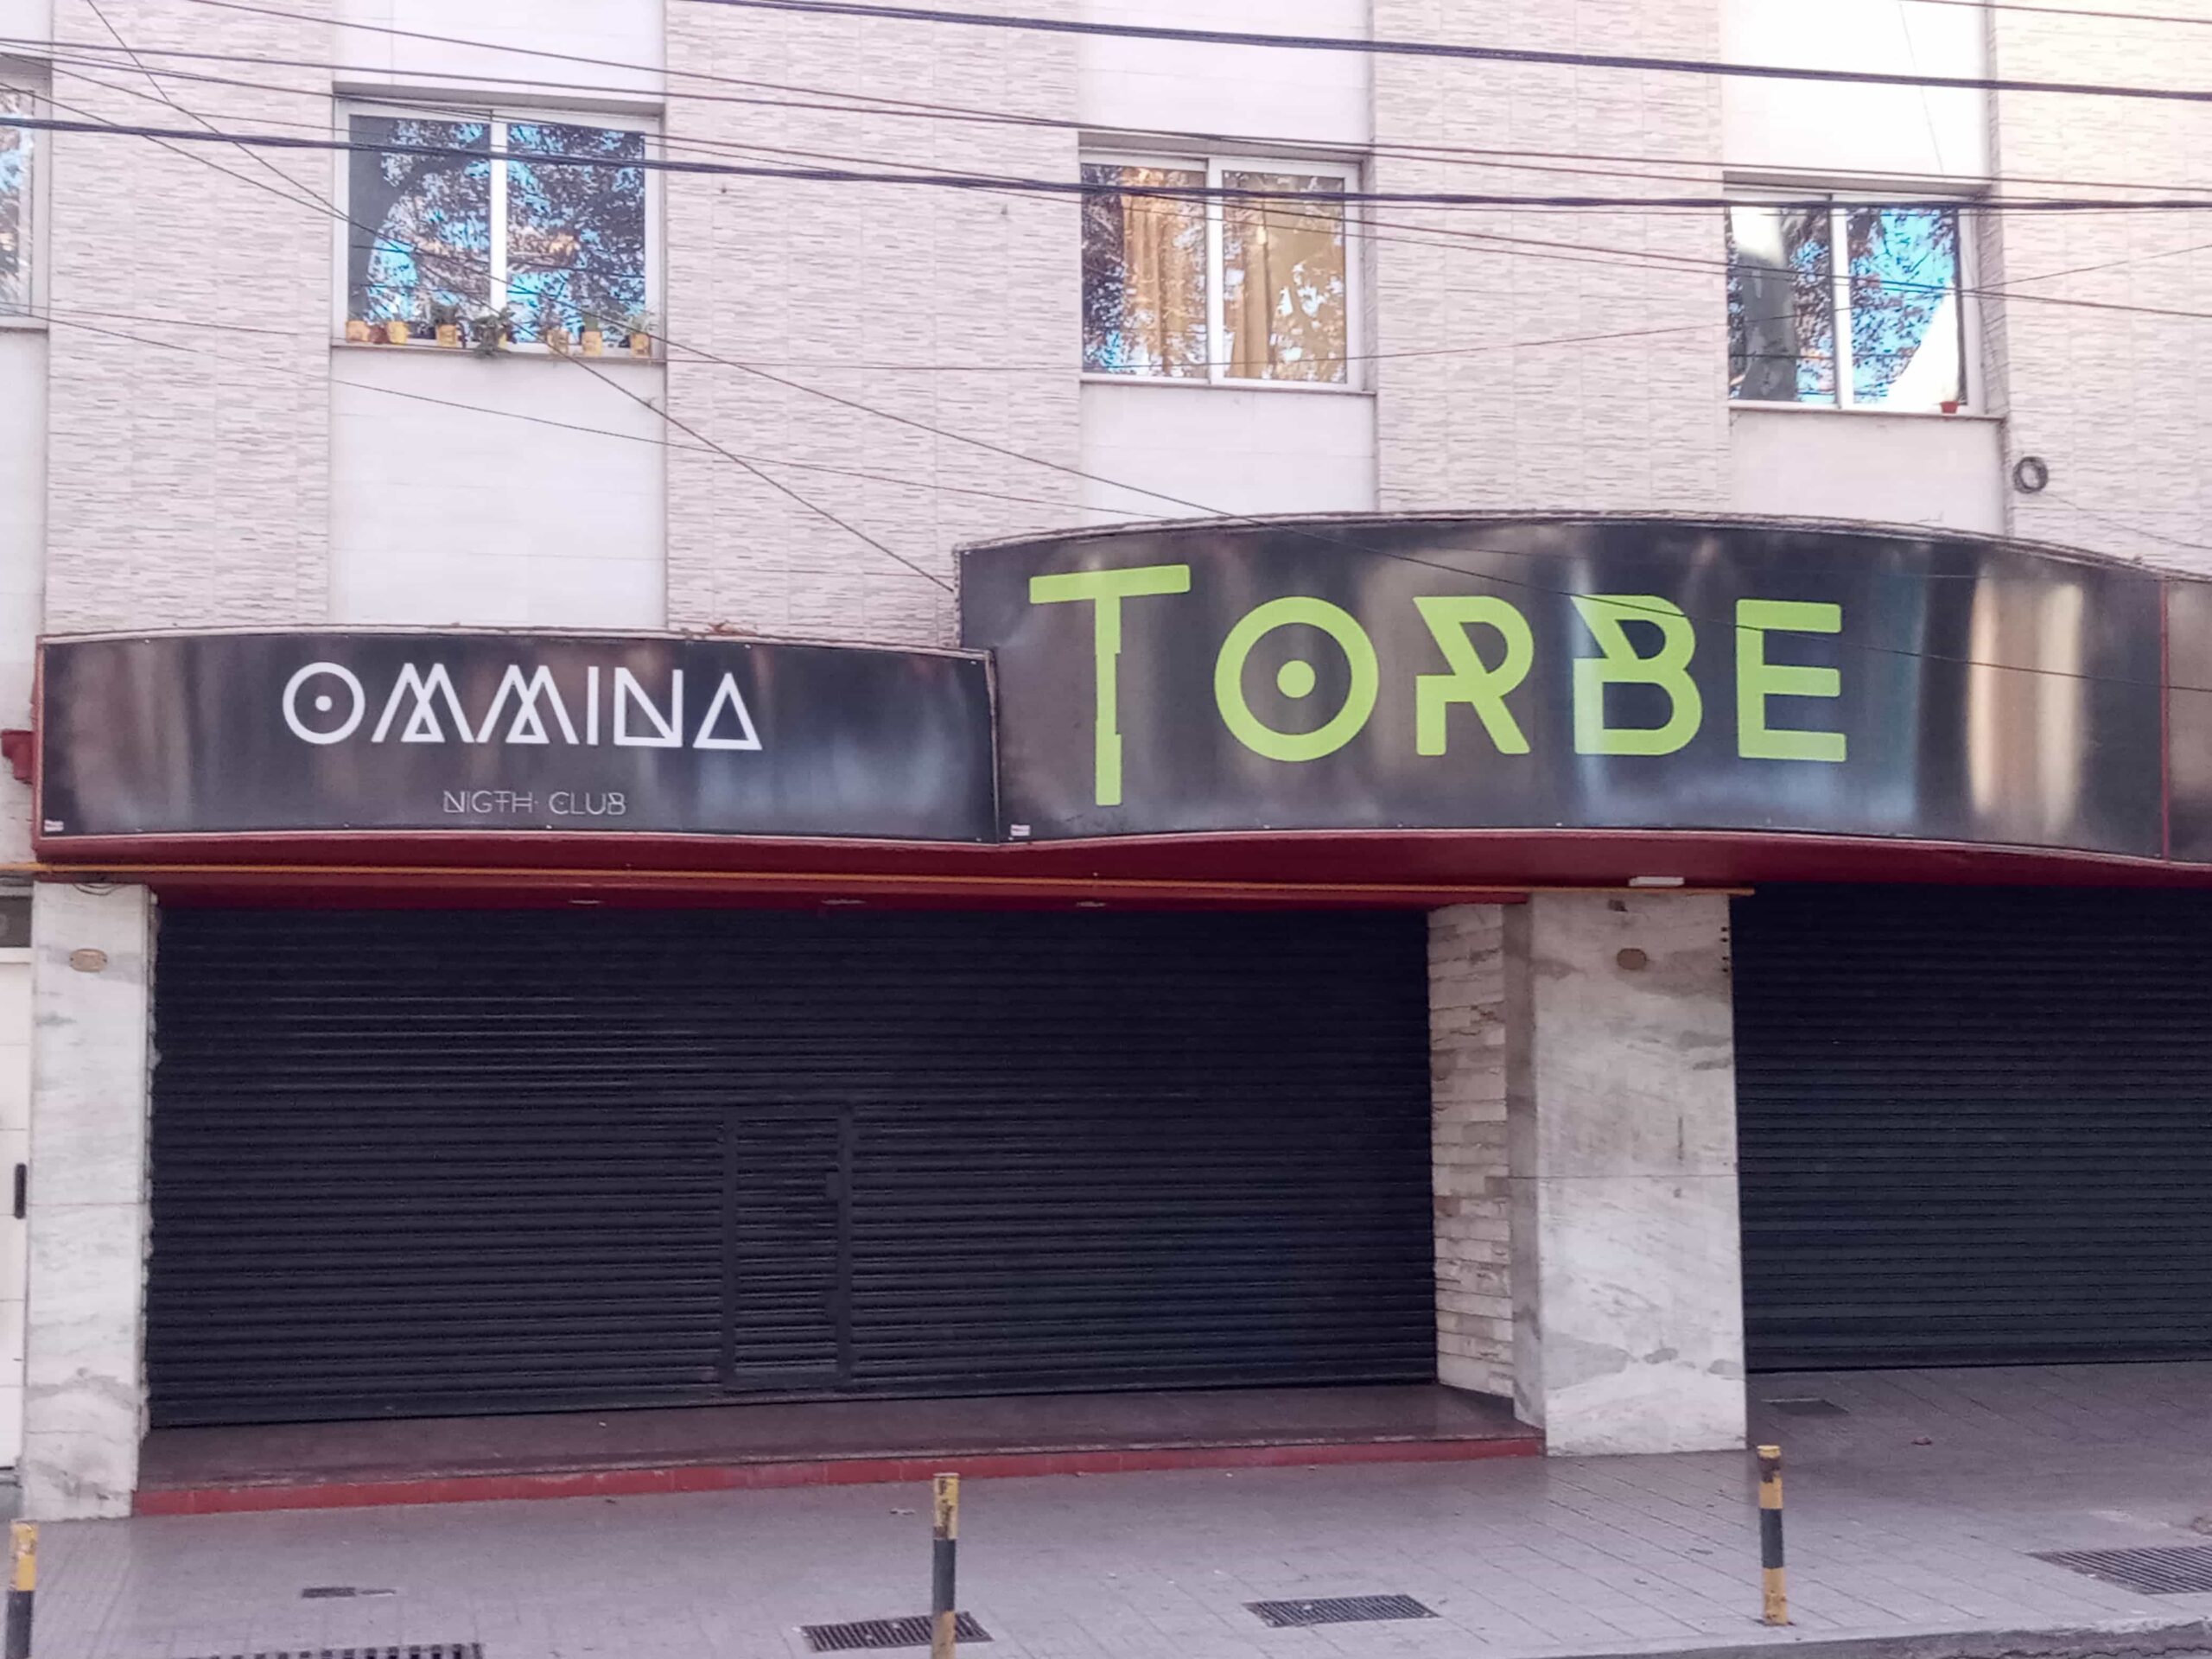 OMMINA
NIGTH CLUB
TORBE